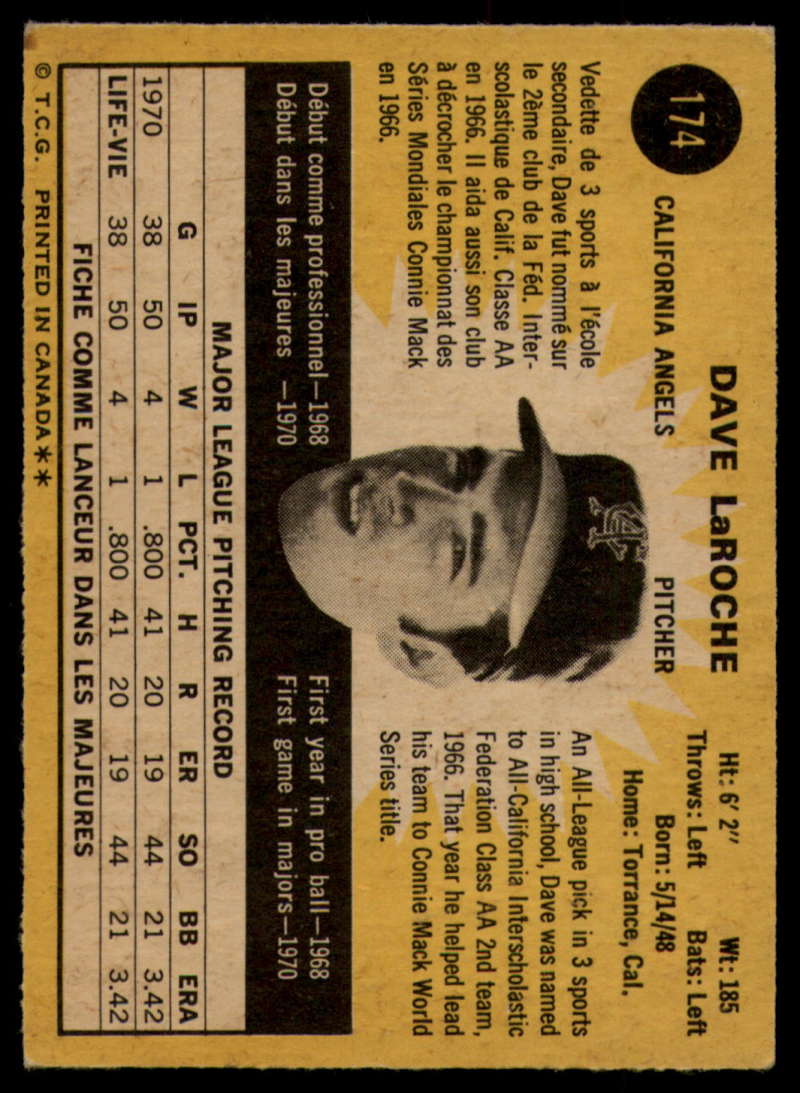 174
DAVE LaROCHE
CALIFORNIA ANGELS
PITCHER
Ht: 6' 2" Wt: 185
Throws: Left Bats: Left
Born: 5/14/48
Home: Torrance, Cal.
Vedette de 3 sports à l'école
secondaire, Dave fut nommé sur
le 2ème club de la Féd. Inter-
scolastique de Calif. Classe AA
en 1966. Il aida aussi son club
à décrocher le championnat des
Séries Mondiales Connie Mack
en 1966.
An All-League pick in 3 sports
in high school, Dave was named
to All-California Interscholastic
Federation Class AA 2nd team,
1966. That year he helped lead
his team to Connie Mack World
Series title.
Début comme professionnel—1968
Début dans les majeures —1970
First year in pro ball—1968
First game in majors—1970
MAJOR LEAGUE PITCHING RECORD
G IP W L PCT. H R ER SO BB ERA
1970 38 50 4 1 .800 41 20 19 44 21 3.42
LIFE-VIE 38 50 4 1 .800 41 20 19 44 21 3.42
FICHE COMME LANCEUR DANS LES MAJEURES
© T.C.G. PRINTED IN CANADA**